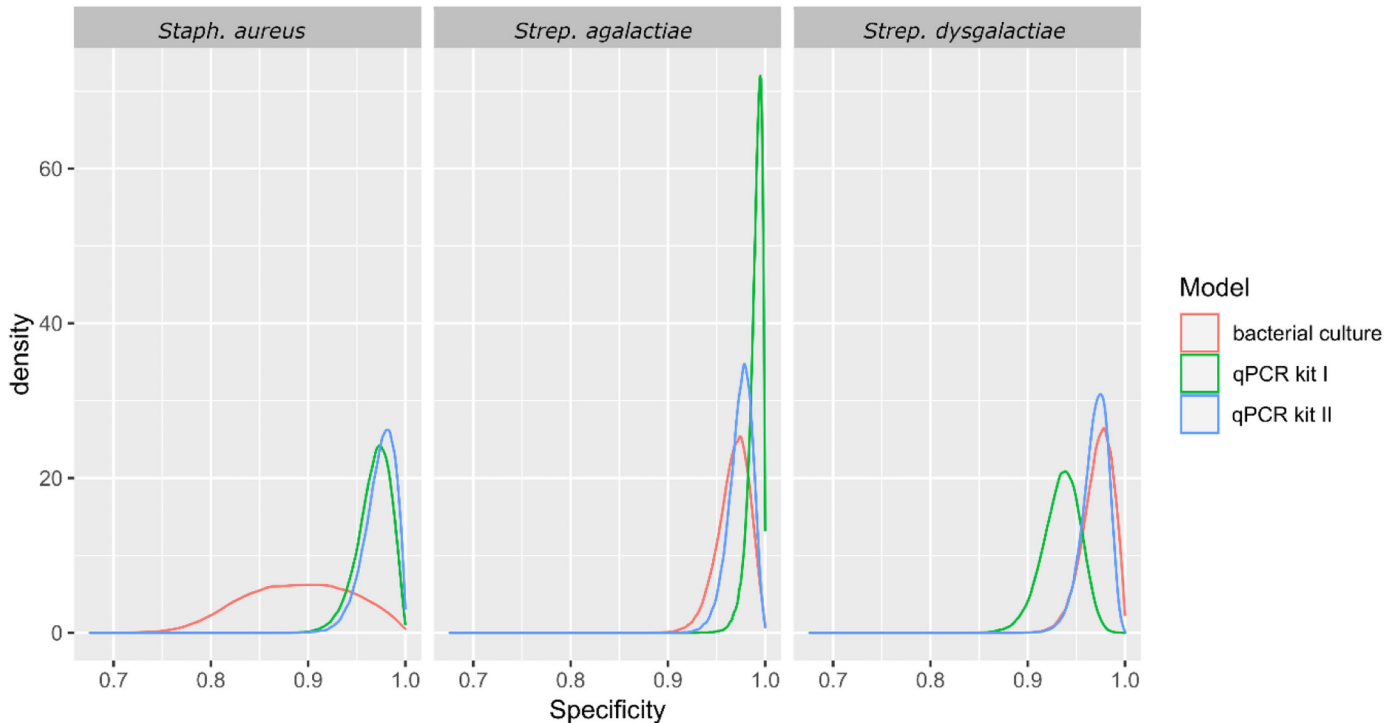 Staph. aureus Strep. agalactiae Strep. dysgalactiae
density
60
40
20
0
0.7 0.8 0.9 1.0 0.7 0.8 0.9 1.0 0.7 0.8 0.9 1.0
Specificity
Model
bacterial culture
qPCR kit I
qPCR kit II